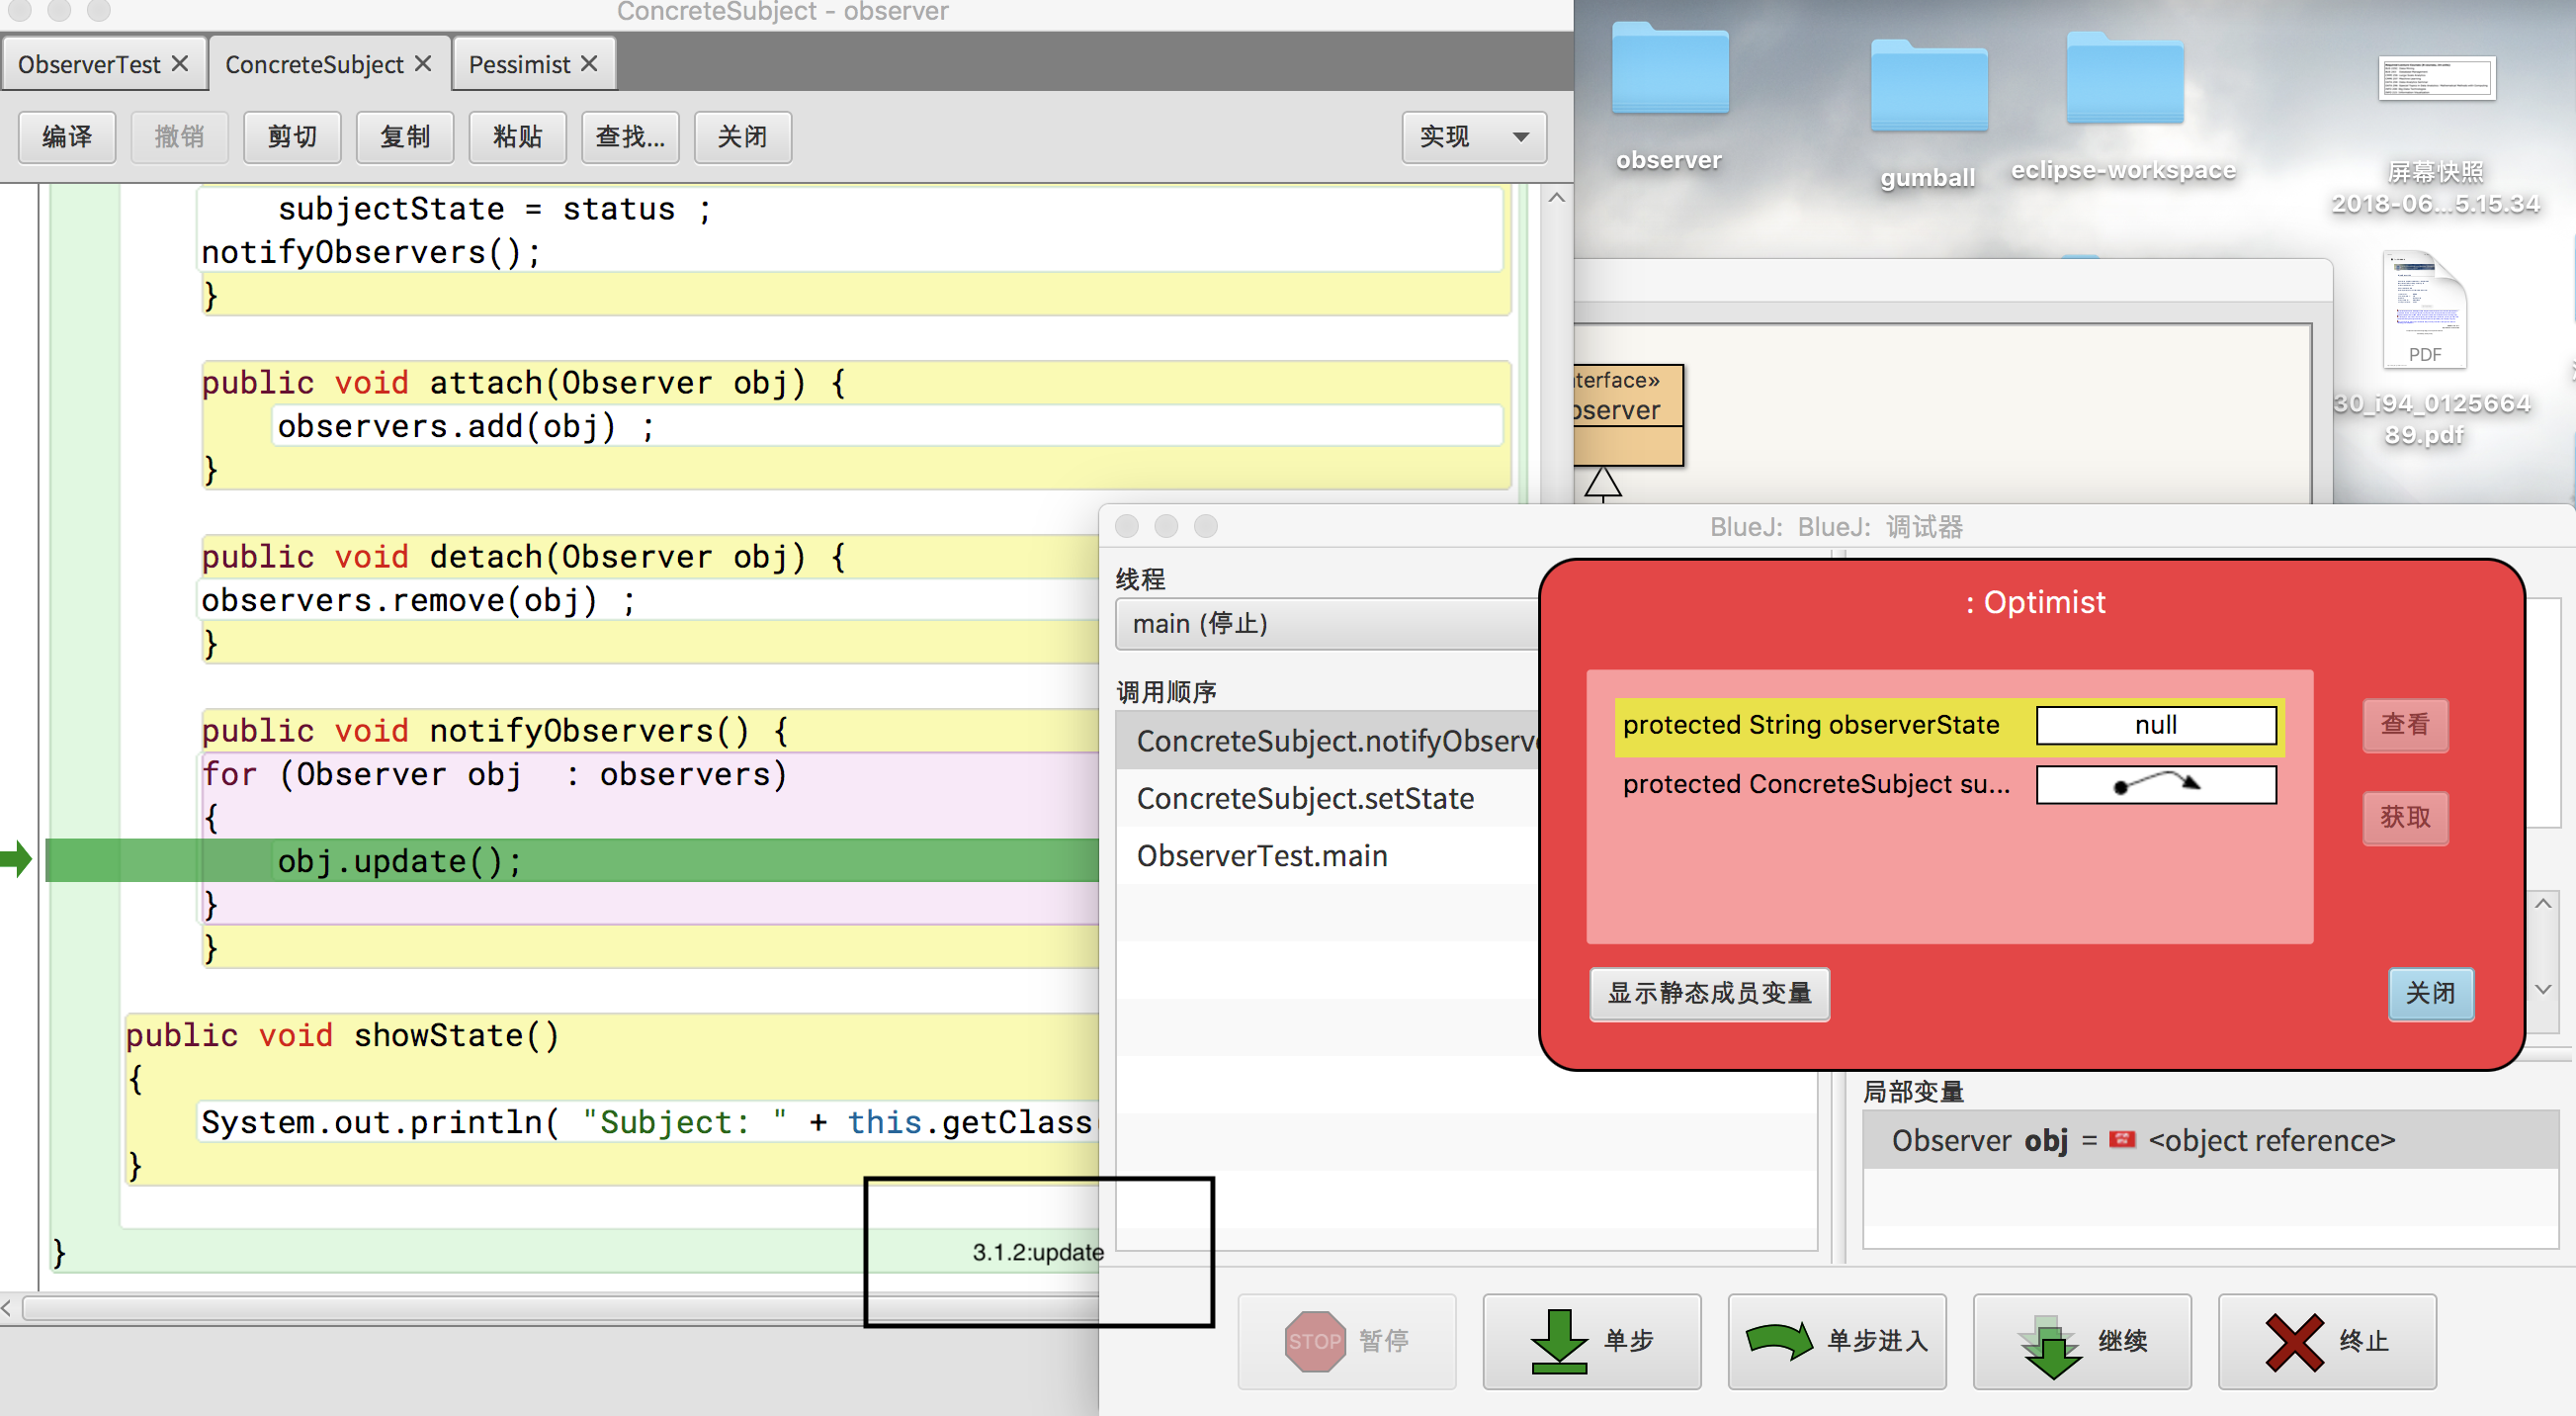 ConcreteSubject - observer
ObserverTest
ConcreteSubject
Pessimist
编译
撤销
剪切
复制
粘贴
查找...
关闭
实现
subjectState = status ;
notifyObservers();
}
public void attach(Observer obj) {
observers.add(obj) ;
}
public void detach(Observer obj) {
observers.remove(obj) ;
}
public void notifyObservers() {
for (Observer obj  : observers)
{
obj.update();
}
}
public void showState()
{
System.out.println( "Subject: " + this.getClass
}
}
3.1.2:update
observer
gumball
eclipse-workspace
屏幕快照
2018-06...5.15.34
PDF
30_i94_0125664
89.pdf
terface»
bserver
BlueJ:  BlueJ:  调试器
线程
main (停止)
调用顺序
ConcreteSubject.notifyObserve
ConcreteSubject.setState
ObserverTest.main
: Optimist
protected String observerState
null
查看
protected ConcreteSubject su...
获取
显示静态成员变量
关闭
局部变量
Observer obj = <object reference>
STOP
暂停
单步
单步进入
继续
终止